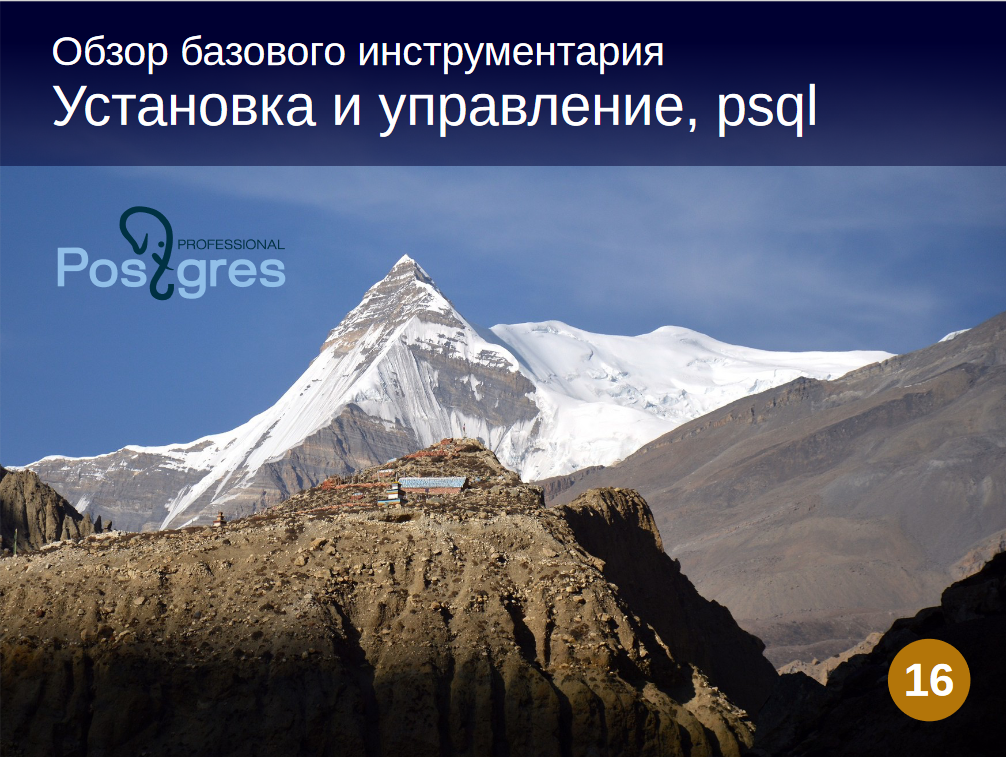 Обзор базового инструментария
Установка и управление, psql
PROFESSIONAL
Postgres
16